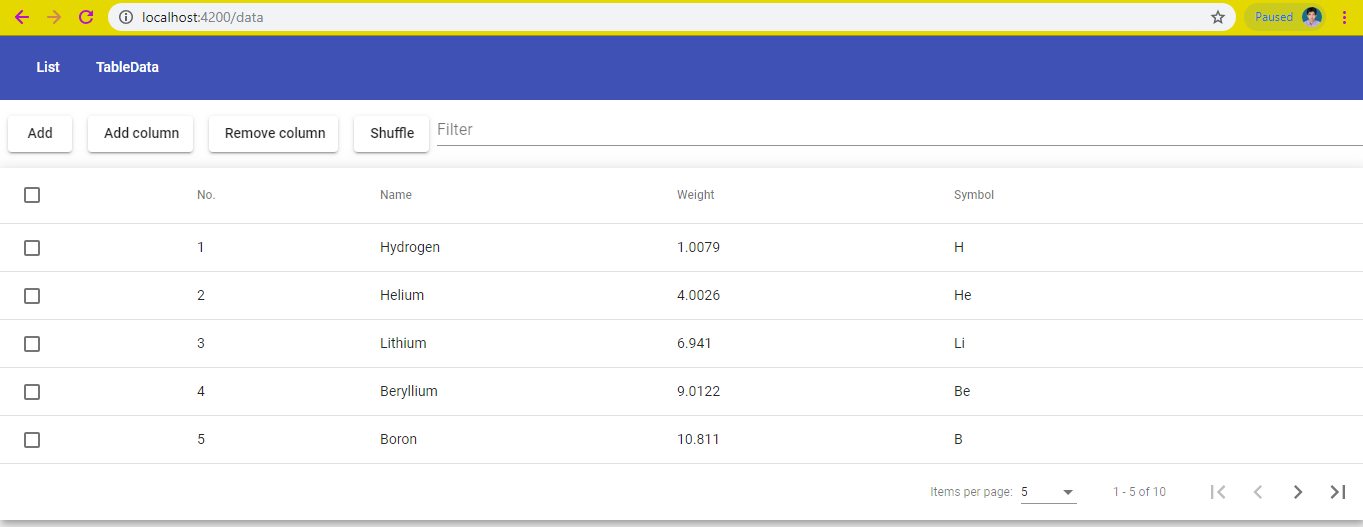 localhost:4200/data Paused
List TableData
Add Add column Remove column Shuffle Filter
No. Name Weight Symbol
1 Hydrogen 1.0079 H
2 Helium 4.0026 He
3 Lithium 6.941 Li
4 Beryllium 9.0122 Be
5 Boron 10.811 B
Items per page: 5 1 - 5 of 10